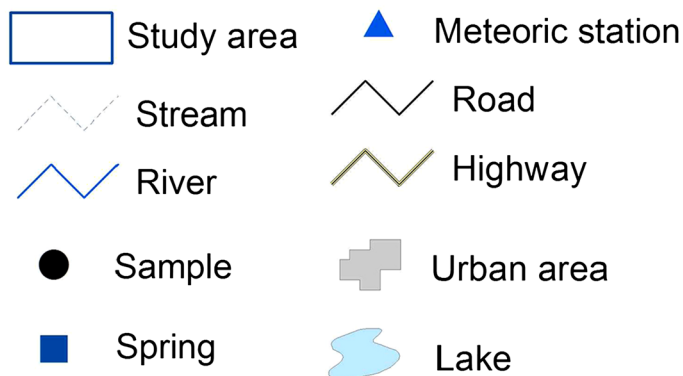 Study area
Meteoric station
Stream
Road
River
Highway
Sample
Urban area
Spring
Lake